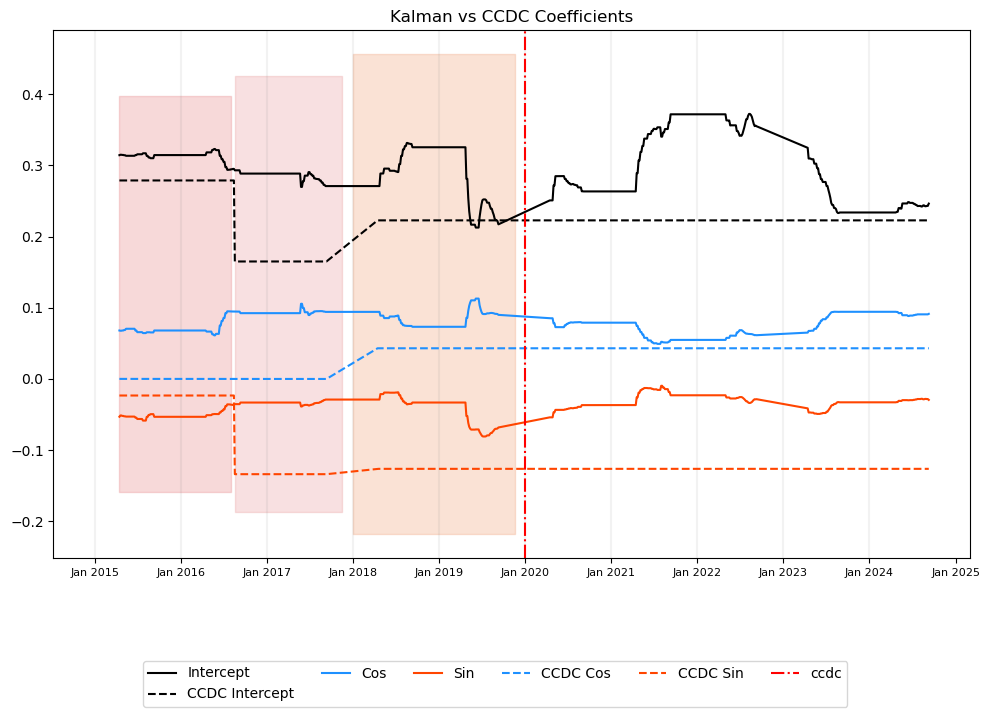 Kalman vs CCDC Coefficients
0.4
0.3
0.2
0.1
0.0
−0.1
−0.2
Jan 2015 Jan 2016 Jan 2017 Jan 2018 Jan 2019 Jan 2020 Jan 2021 Jan 2022 Jan 2023 Jan 2024 Jan 2025
Intercept Cos Sin CCDC Cos CCDC Sin ccdc
CCDC Intercept